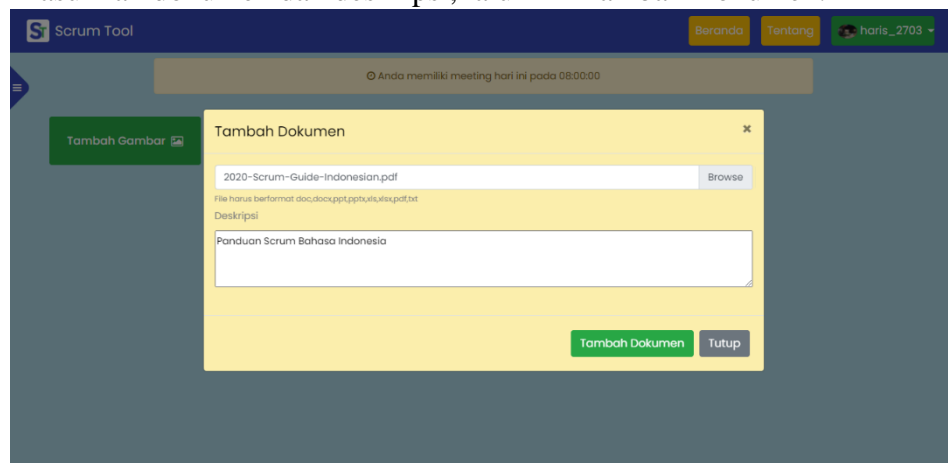 Scrum Tool
Beranda
Tentang
haris_2703
Anda memiliki meeting hari ini pada 08:00:00
Tambah Gambar
Tambah Dokumen
2020-Scrum-Guide-Indonesian.pdf
Browse
File harus berformat doc,docx,ppt,pptx,xls,xlsx,pdf,txt
Deskripsi
Panduan Scrum Bahasa Indonesia
Tambah Dokumen
Tutup